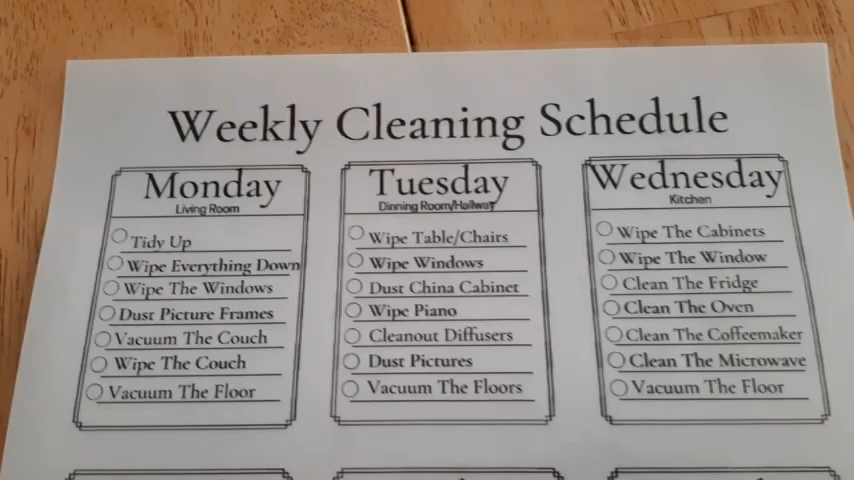 Weekly Cleaning Schedule
Monday
Living Room
Tidy Up
Wipe Everything Down
Wipe The Windows
Dust Picture Frames
Vacuum The Couch
Wipe The Couch
Vacuum The Floor
Tuesday
Dinning Room/Hallway
Wipe Table/Chairs
Wipe Windows
Dust China Cabinet
Wipe Piano
Cleanout Diffusers
Dust Pictures
Vacuum The Floors
Wednesday
Kitchen
Wipe The Cabinets
Wipe The Window
Clean The Fridge
Clean The Oven
Clean The Coffeemaker
Clean The Microwave
Vacuum The Floor